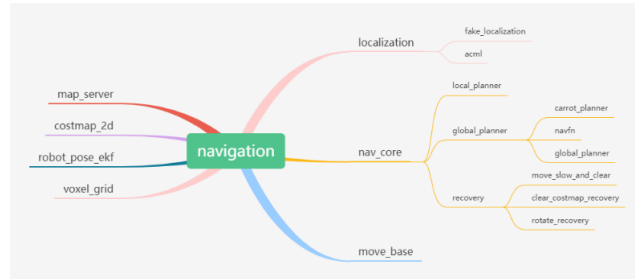 navigation
map_server
costmap_2d
robot_pose_ekf
voxel_grid
localization
fake_localization
acml
nav_core
local_planner
global_planner
carrot_planner
navfn
global_planner
recovery
move_slow_and_clear
clear_costmap_recovery
rotate_recovery
move_base